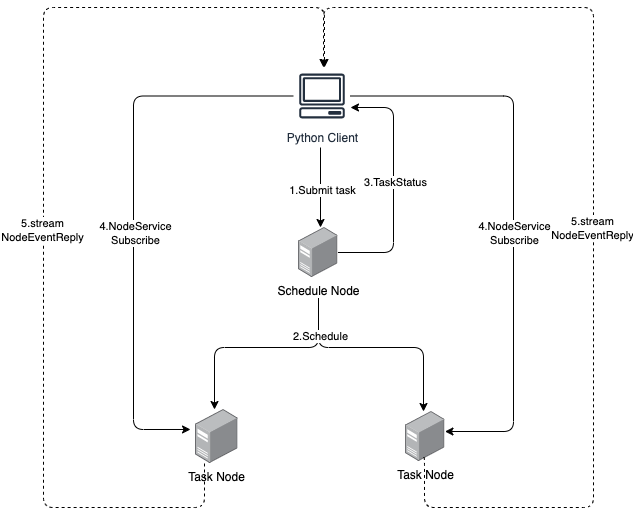 Python Client
1.Submit task
3.TaskStatus
5.stream
NodeEventReply
4.NodeService
Subscribe
4.NodeService
Subscribe
5.stream
NodeEventReply
Schedule Node
2.Schedule
Task Node
Task Node